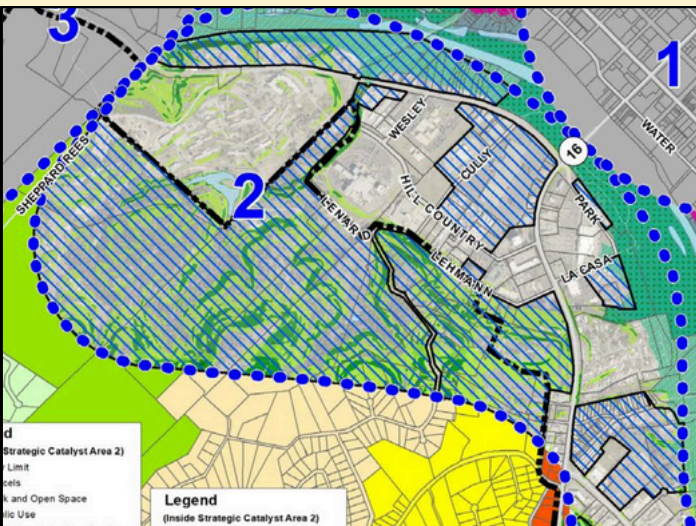 3
1
WATER
16
WESLEY
CULLY
SHEPPARD REES
2
HILL COUNTRY
PARK
LENARD
LEHMANN
LA CASA
d
Strategic Catalyst Area 2)
y Limit
cels
k and Open Space
lic Use
Legend
(Inside Strategic Catalyst Area 2)